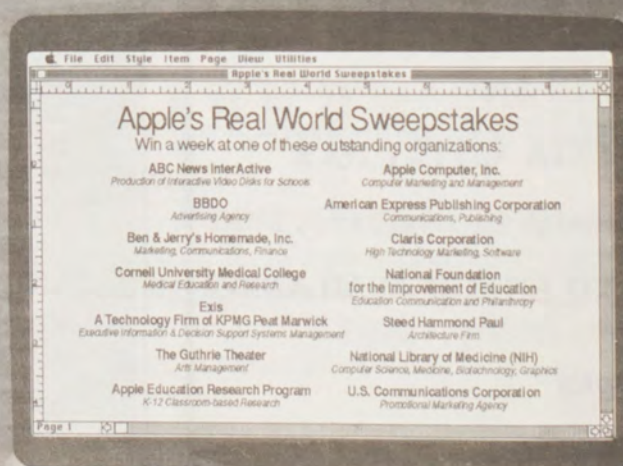 File Edit Style Item Page View Utilities
Apple's Real World Sweepstakes
Apple's Real World Sweepstakes
Win a week at one of these outstanding organizations:
ABC News InterActive
Production of Interactive Video Disks for Schools
BBDO
Advertising Agency
Ben & Jerry's Homemade, Inc.
Marketing, Communications, Finance
Cornell University Medical College
Medical Education and Research
Exis
A Technology Firm of KPMG Peat Marwick
Executive Information & Decision Support Systems Management
The Guthrie Theater
Arts Management
Apple Education Research Program
K-12 Classroom-based Research
Apple Computer, Inc.
Computer Marketing and Management
American Express Publishing Corporation
Communications, Publishing
Claris Corporation
High Technology Marketing, Software
National Foundation
for the Improvement of Education
Education Communication and Philanthropy
Steed Hammond Paul
Architecture Firm
National Library of Medicine (NIH)
Computer Science, Medicine, Biotechnology, Graphics
U.S. Communications Corporation
Promotional Marketing Agency
Page 1